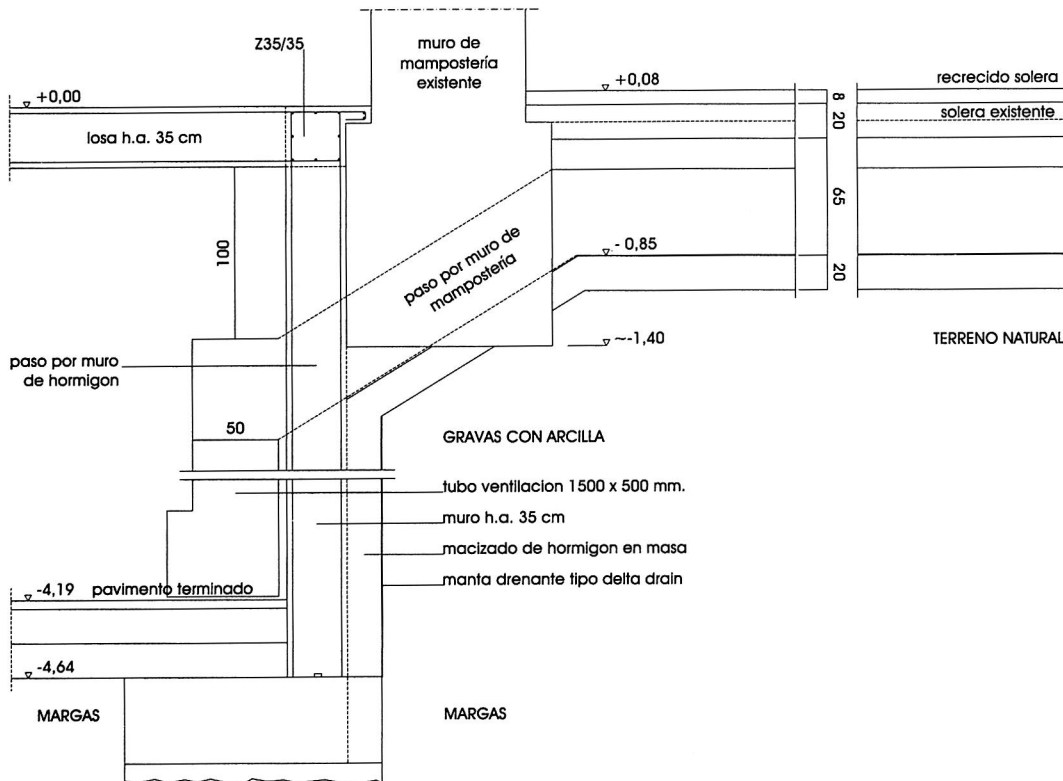 Z35/35
muro de
mampostería
existente
+0,00
+0,08
recrecido solera
8
solera existente
20
losa h.a. 35 cm
65
100
paso por muro de
mampostería
- 0,85
20
~-1,40
TERRENO NATURAL
paso por muro
de hormigon
50
GRAVAS CON ARCILLA
tubo ventilacion 1500 x 500 mm.
muro h.a. 35 cm
macizado de hormigon en masa
manta drenante tipo delta drain
-4,19 pavimento terminado
-4,64
MARGAS
MARGAS